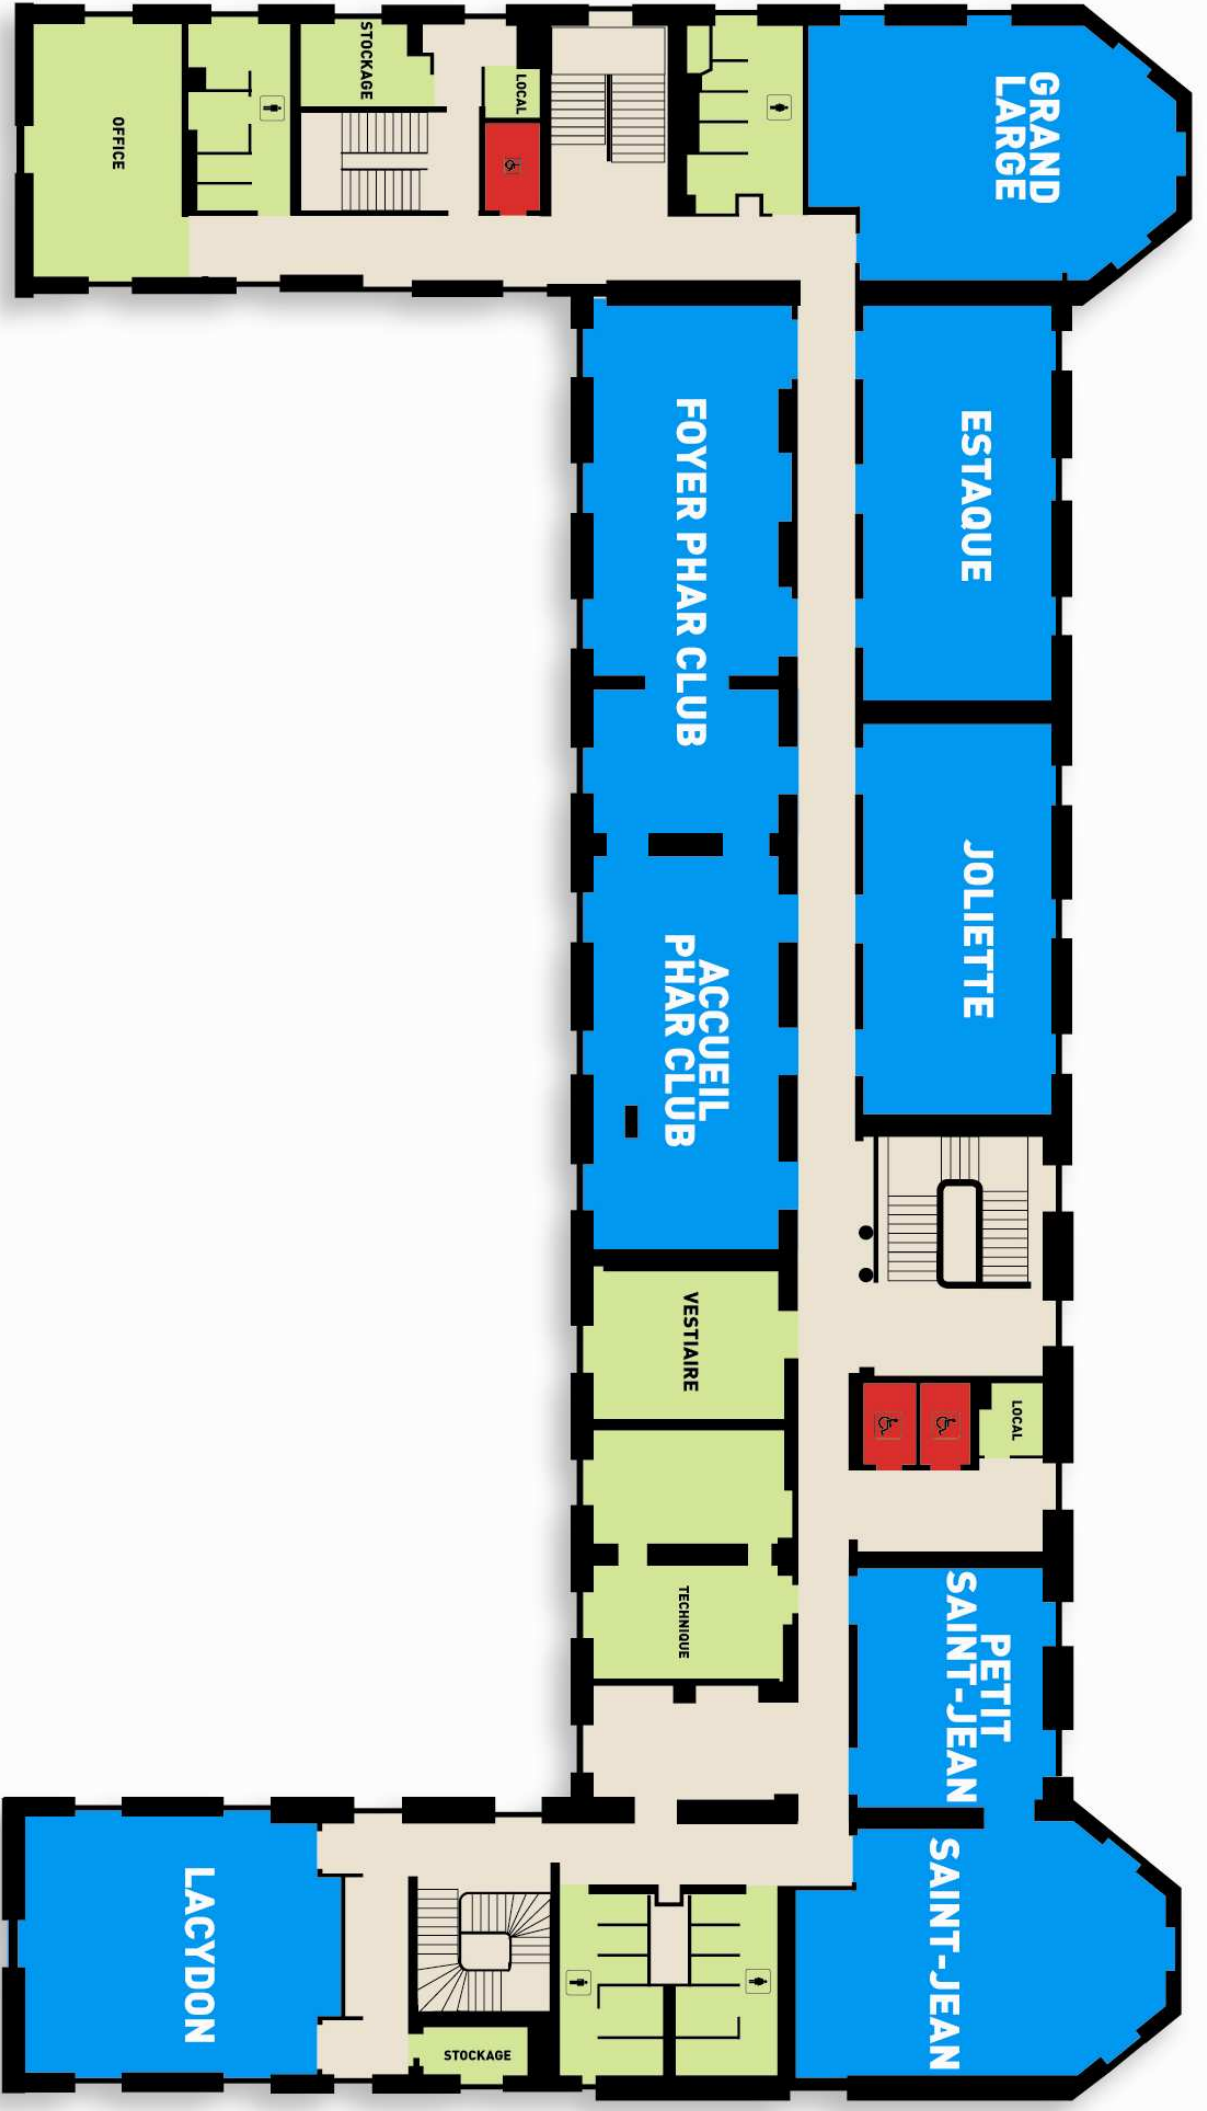 OFFICE
STOCKAGE
LOCAL
GRAND
LARGE
FOYER PHAR CLUB
ESTAQUE
JOLIETTE
ACCUEIL
PHAR CLUB
VESTIAIRE
LOCAL
TECHNIQUE
PETIT
SAINT-JEAN
SAINT-JEAN
LACYDON
STOCKAGE